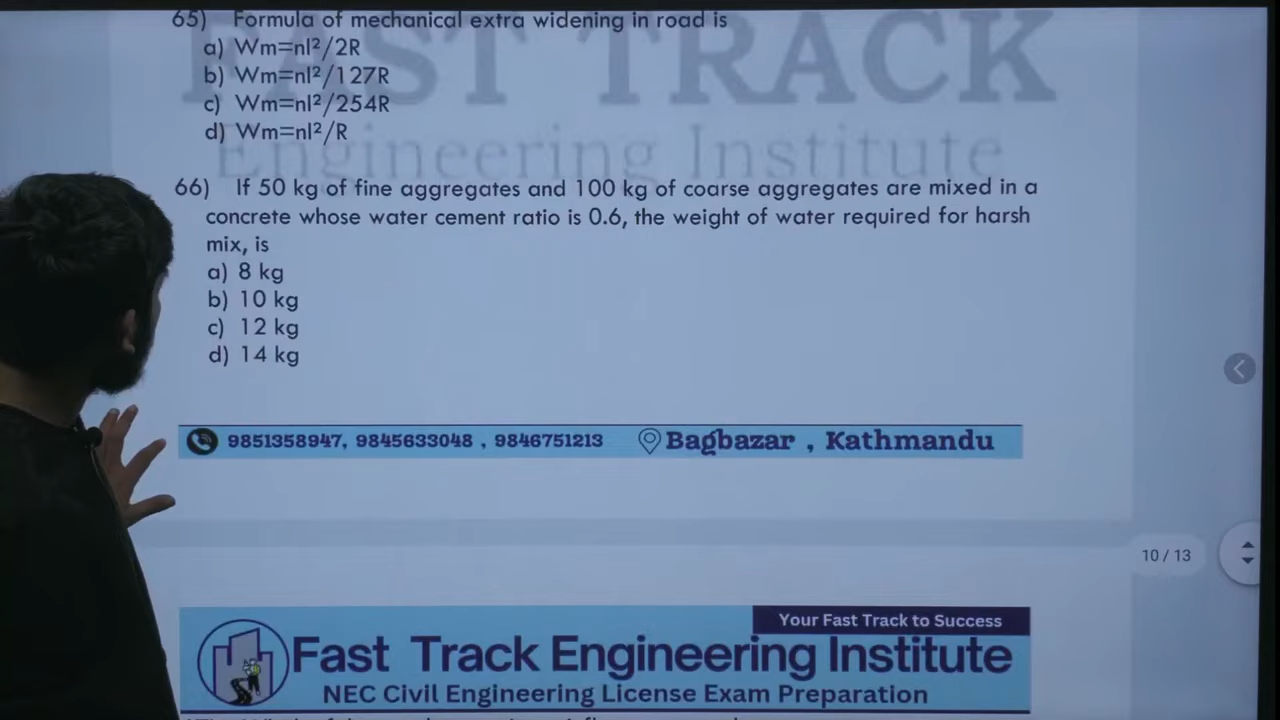 FAST TRACK
Engineering Institute
65) Formula of mechanical extra widening in road is
a) Wm=nl²/2R
b) Wm=nl²/127R
c) Wm=nl²/254R
d) Wm=nl²/R
66) If 50 kg of fine aggregates and 100 kg of coarse aggregates are mixed in a
concrete whose water cement ratio is 0.6, the weight of water required for harsh
mix, is
a) 8 kg
b) 10 kg
c) 12 kg
d) 14 kg
9851358947, 9845633048 , 9846751213 Bagbazar , Kathmandu
10 / 13
Your Fast Track to Success
Fast Track Engineering Institute
NEC Civil Engineering License Exam Preparation